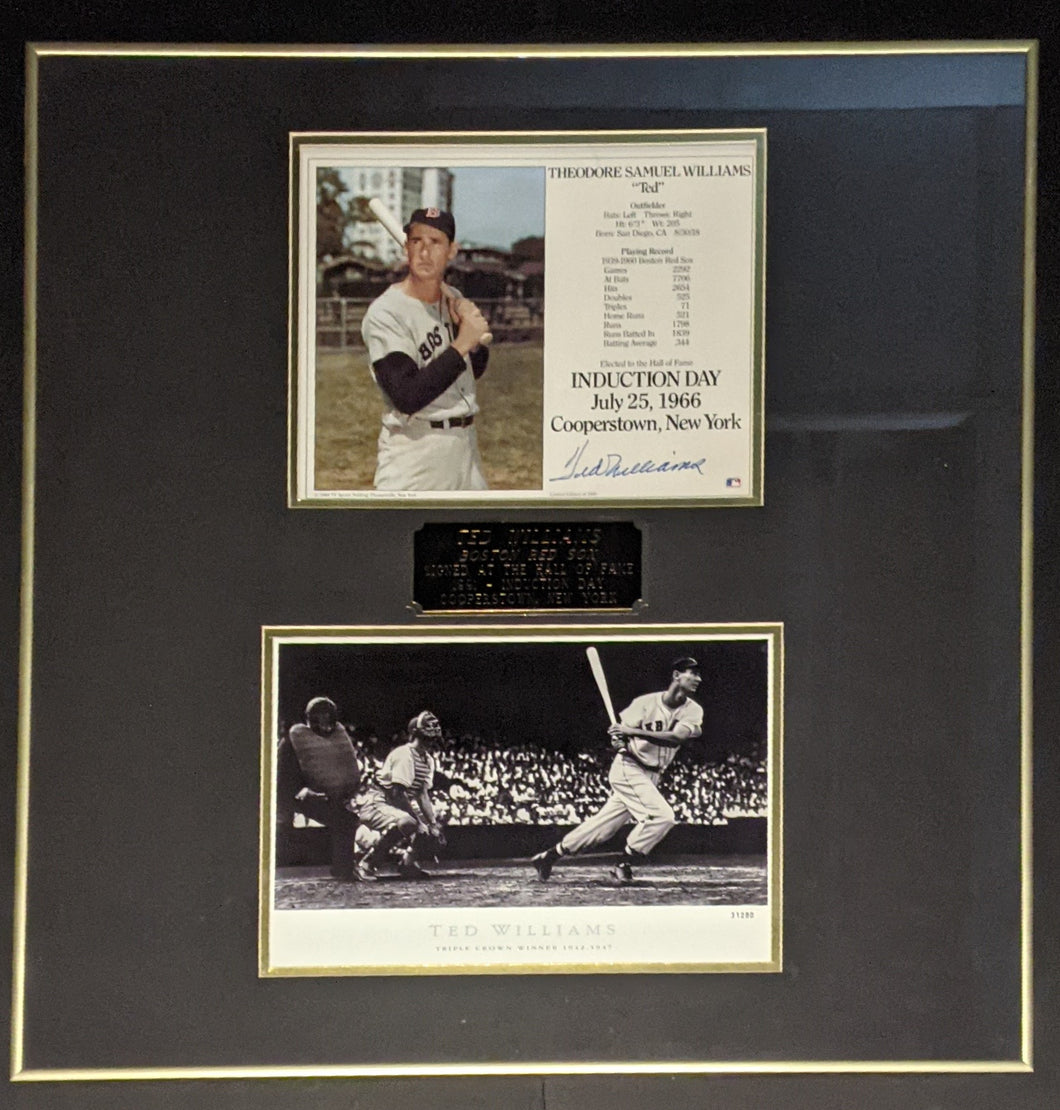 THEODORE SAMUEL WILLIAMS
"Ted"
Outfielder
Bats: Left Throws: Right
Ht: 6'3" Wt: 205
Born: San Diego, CA 8/30/18
Playing Record
1939-1960 Boston Red Sox
Games 2292
At Bats 7706
Hits 2654
Doubles 525
Triples 71
Home Runs 521
Runs 1798
Runs Batted In 1839
Batting Average .344
Elected to the Hall of Fame
INDUCTION DAY
July 25, 1966
Cooperstown, New York
Ted Williams
B
BOS
TED WILLIAMS
BOSTON RED SOX
SIGNED AT THE HALL OF FAME
- INDUCTION DAY
COOPERSTOWN, NEW YORK
31280
TED WILLIAMS
TRIPLE CROWN WINNER 1942, 1947